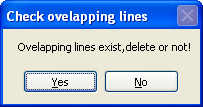 Check ovelapping lines
Ovelapping lines exist,delete or not!
Yes
No